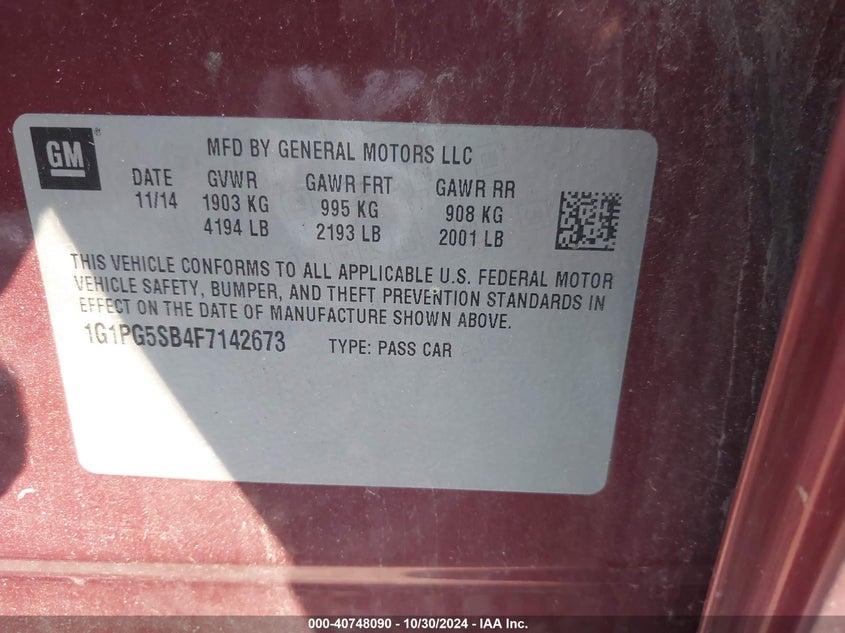 GM ®
MFD BY GENERAL MOTORS LLC
DATE GVWR GAWR FRT GAWR RR
11/14 1903 KG 995 KG 908 KG
4194 LB 2193 LB 2001 LB
THIS VEHICLE CONFORMS TO ALL APPLICABLE U.S. FEDERAL MOTOR
VEHICLE SAFETY, BUMPER, AND THEFT PREVENTION STANDARDS IN
EFFECT ON THE DATE OF MANUFACTURE SHOWN ABOVE.
1G1PG5SB4F7142673 TYPE: PASS CAR
000-40748090 - 10/30/2024 - IAA Inc.